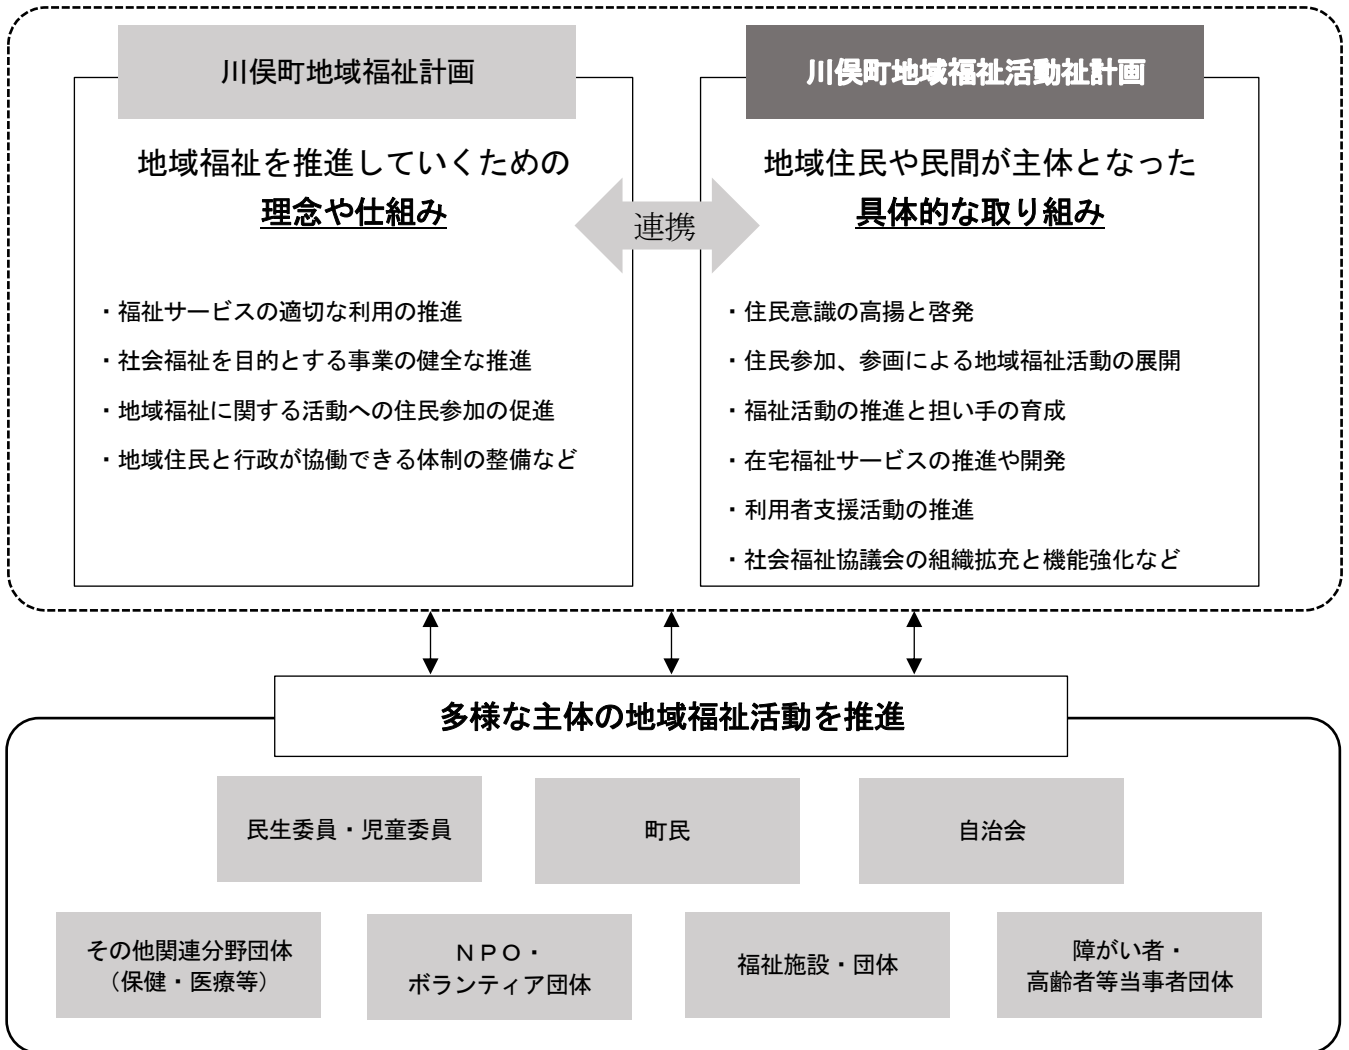 川俣町地域福祉計画
地域福祉を推進していくための
理念や仕組み
・福祉サービスの適切な利用の推進
・社会福祉を目的とする事業の健全な推進
・地域福祉に関する活動への住民参加の促進
・地域住民と行政が協働できる体制の整備など
連携
川俣町地域福祉活動祉計画
地域住民や民間が主体となった
具体的な取り組み
・住民意識の高揚と啓発
・住民参加、参画による地域福祉活動の展開
・福祉活動の推進と担い手の育成
・在宅福祉サービスの推進や開発
・利用者支援活動の推進
・社会福祉協議会の組織拡充と機能強化など
多様な主体の地域福祉活動を推進
民生委員・児童委員
町民
自治会
その他関連分野団体
（保健・医療等）
ＮＰＯ・
ボランティア団体
福祉施設・団体
障がい者・
高齢者等当事者団体